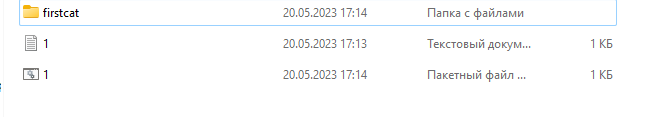 firstcat 20.05.2023 17:14 Папка с файлами
1 20.05.2023 17:13 Текстовый докум... 1 КБ
1 20.05.2023 17:14 Пакетный файл ... 1 КБ